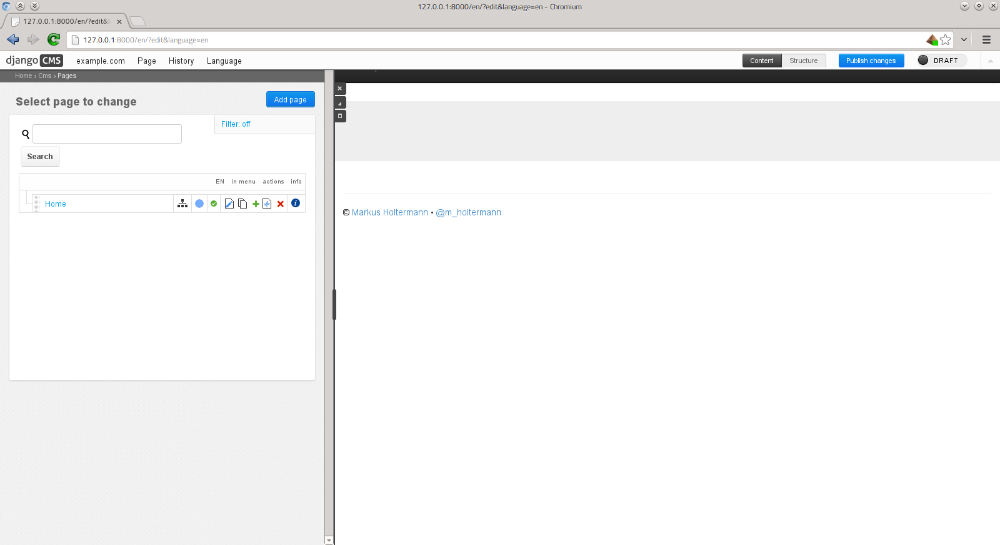 127.0.0.1:8000/en/?edit&language=en - Chromium
127.0.0.1:8000/en/?edit&l
127.0.0.1:8000/en/?edit&language=en
django CMS example.com Page History Language Content Structure Publish changes DRAFT
Home › Cms › Pages
Select page to change Add page
Filter: off
Search
EN in menu actions info
Home
© Markus Holtermann • @m_holtermann